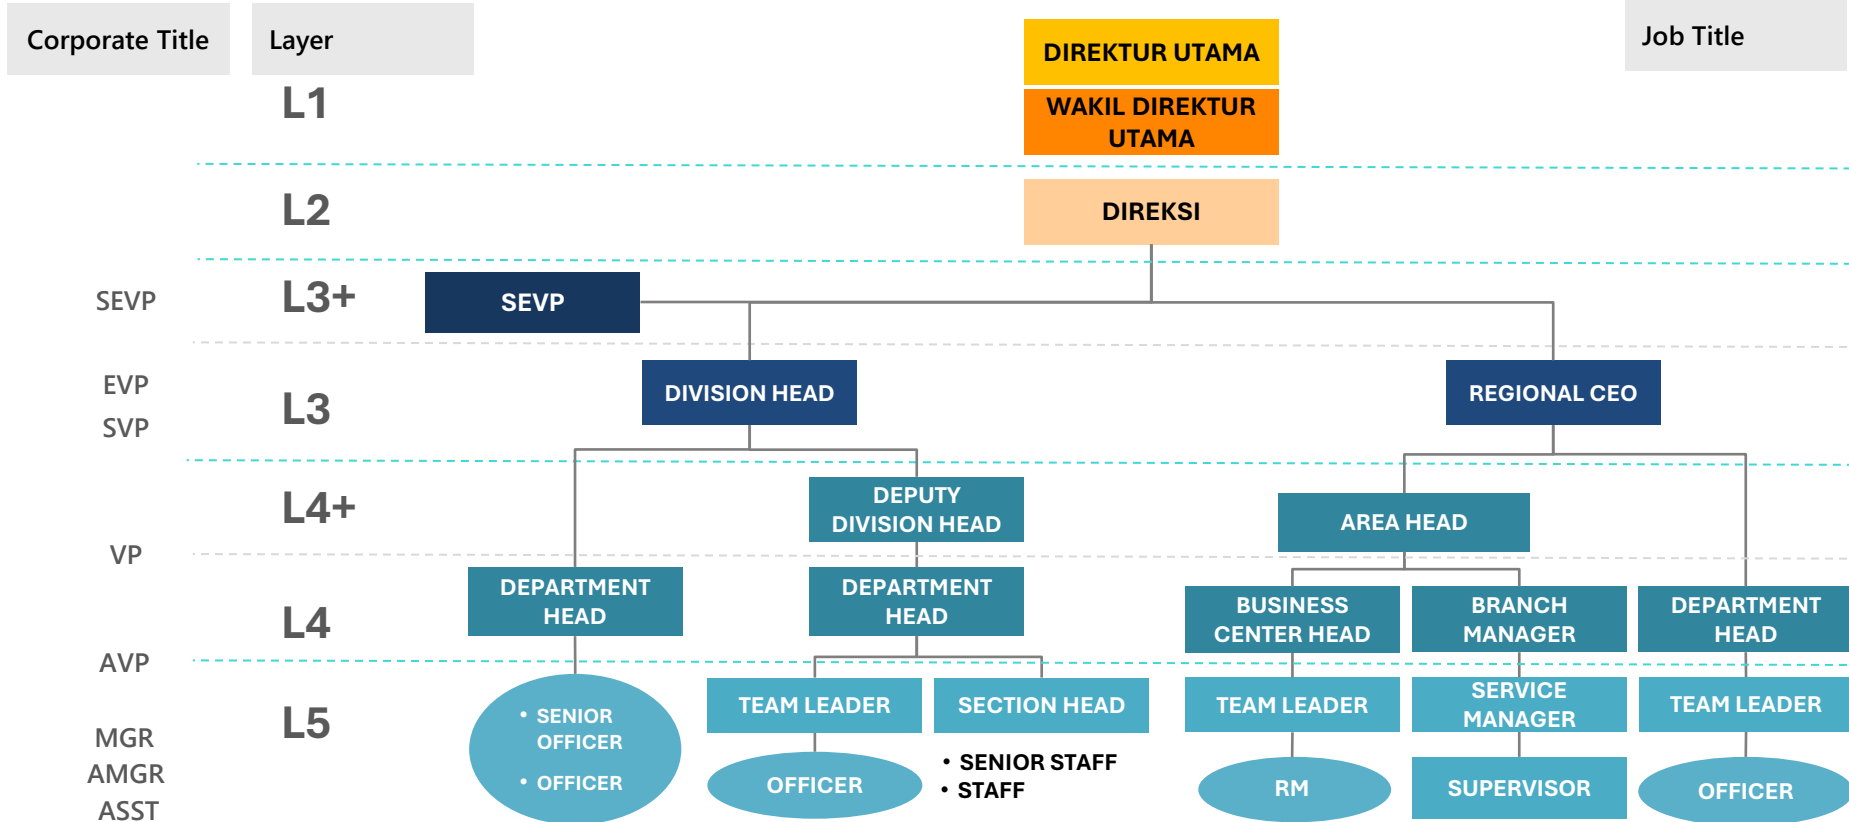 Corporate Title
Layer
Job Title
DIREKTUR UTAMA
L1
WAKIL DIREKTUR
UTAMA
L2
DIREKSI
SEVP
L3+
SEVP
EVP
SVP
L3
DIVISION HEAD
REGIONAL CEO
L4+
DEPUTY
DIVISION HEAD
AREA HEAD
VP
L4
DEPARTMENT
HEAD
DEPARTMENT
HEAD
BUSINESS
CENTER HEAD
BRANCH
MANAGER
DEPARTMENT
HEAD
AVP
L5
• SENIOR
OFFICER
• OFFICER
TEAM LEADER
SECTION HEAD
TEAM LEADER
SERVICE
MANAGER
TEAM LEADER
MGR
AMGR
ASST
OFFICER
• SENIOR STAFF
• STAFF
RM
SUPERVISOR
OFFICER